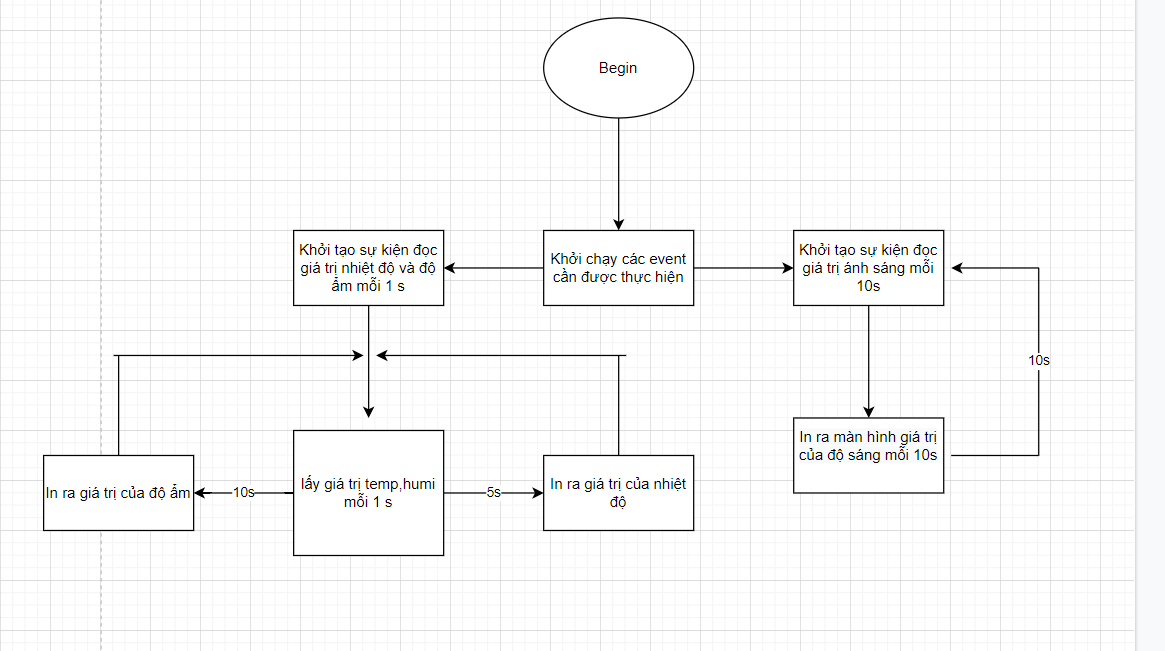 Begin
Khởi tạo sự kiện đọc
giá trị nhiệt độ và độ
ẩm mỗi 1 s
Khởi chạy các event
cần được thực hiện
Khởi tạo sự kiện đọc
giá trị ánh sáng mỗi
10s
10s
In ra màn hình giá trị
của độ sáng mỗi 10s
In ra giá trị của độ ẩm
10s
lấy giá trị temp,humi
mỗi 1 s
5s
In ra giá trị của nhiệt
độ